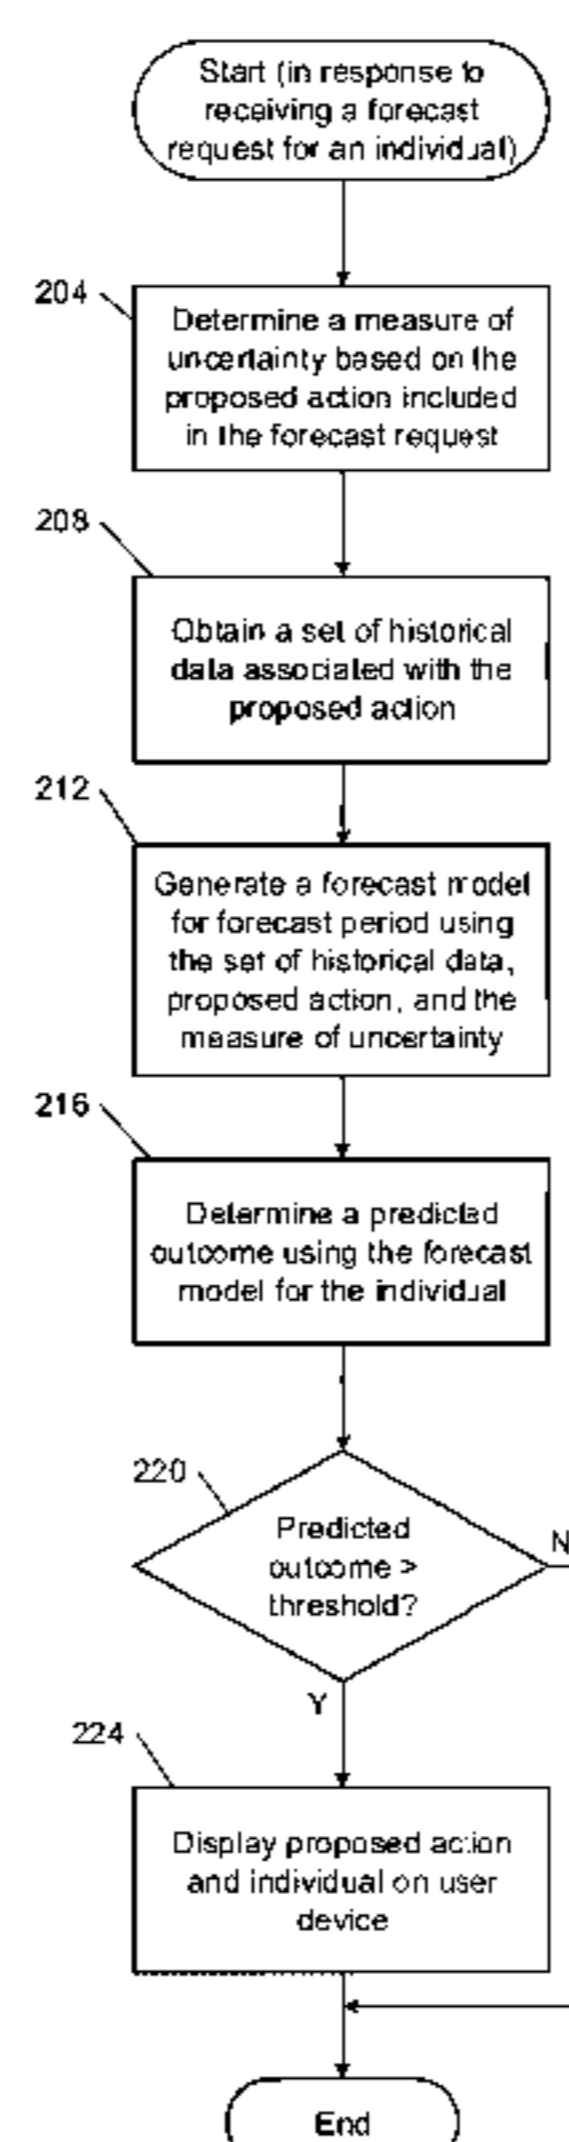 Start (in response to
receiving a forecast
request for an individual)
204
Determine a measure of
uncertainty based on the
proposed action included
in the forecast request
208
Obtain a set of historical
data associated with the
proposed action
212
Generate a forecast model
for forecast period using
the set of historical data,
proposed action, and the
measure of uncertainty
216
Determine a predicted
outcome using the forecast
model for the individual
220
Predicted
outcome >
threshold?
N
Y
224
Display proposed action
and individual on user
device
End